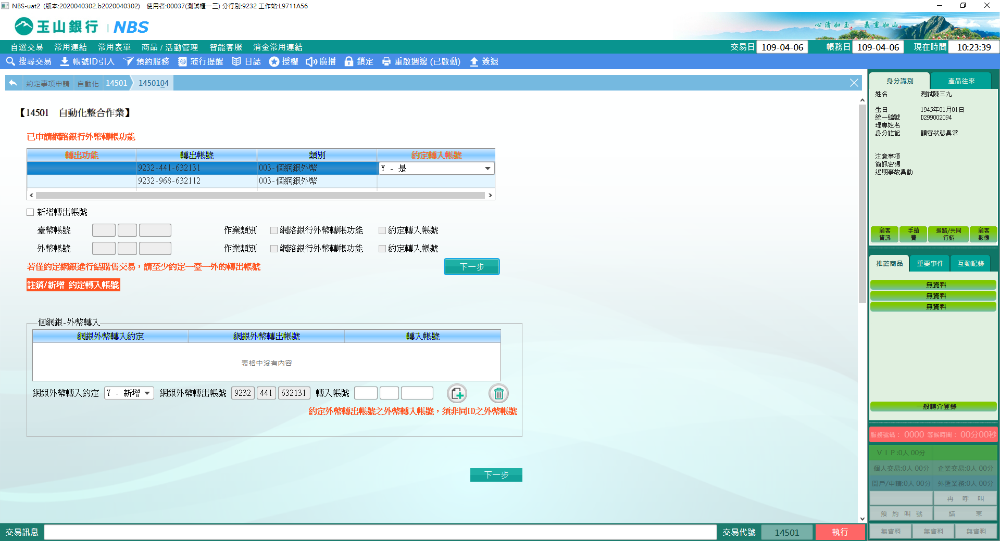 NBS-uat2 (版本:2020040302.b2020040302) 使用者:00037(測試櫃一三) 分行別:9232 工作站:L9711A56
玉山銀行 | NBS
心清如玉。義重如山。
自選交易 常用連結 常用表單 商品 / 活動管理 智能客服 消金常用連結
交易日 109-04-06 帳務日 109-04-06 現在時間 10:23:39
搜尋交易 帳號ID引入 預約服務 蒞行提醒 日誌 授權 廣播 鎖定 重啟週邊 (已啟動) 簽退
約定事項申請 自動化 14501 1450104
【14501 自動化整合作業】
已申請網路銀行外幣轉帳功能
轉出功能 轉出帳號 類別 約定轉入帳號
9232-441-632131 003-個網銀外幣 Y - 是
9232-968-632112 003-個網銀外幣
新增轉出帳號
臺幣帳號 作業類別 網路銀行外幣轉帳功能 約定轉入帳號
外幣帳號 作業類別 網路銀行外幣轉帳功能 約定轉入帳號
若僅約定網銀進行結購售交易，請至少約定一臺一外的轉出帳號
下一步
註銷/新增 約定轉入帳號
個網銀-外幣轉入
網銀外幣轉入約定 網銀外幣轉出帳號 轉入帳號
表格中沒有內容
網銀外幣轉入約定 Y - 新增 網銀外幣轉出帳號 9232 441 632131 轉入帳號
約定外幣轉出帳號之外幣轉入帳號，須非同ID之外幣帳號
下一步
交易訊息 交易代號 14501 執行
身分識別 產品往來
姓名 測試陳三九
生日 1945年01月01日
統一編號 D299002094
理專姓名
身分註記 顧客狀態異常
注意事項
簡訊密碼
近期事故異動
顧客資訊 手續費 通路/共同行銷 顧客影像
推薦商品 重要事件 互動記錄
無資料
無資料
無資料
一般轉介登錄
服務號碼： 0000 等候時間： 00分00秒
ＶＩＰ:0人 00分
個人交易:0人 00分 企業交易:0人 00分
開戶/申請:0人 00分 外匯業務:0人 00分
再 呼 叫
預 約 叫 號 結 束
無資料 無資料 無資料